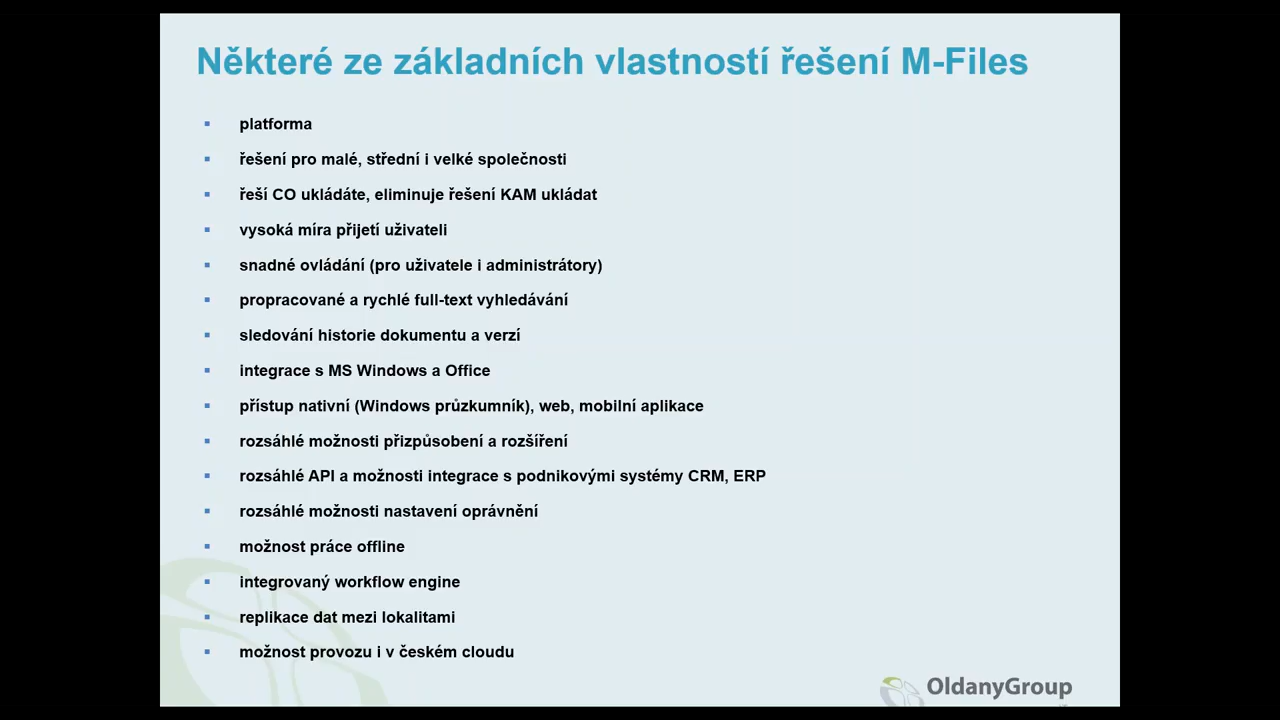 Některé ze základních vlastností řešení M-Files
platforma
řešení pro malé, střední i velké společnosti
řeší CO ukládáte, eliminuje řešení KAM ukládat
vysoká míra přijetí uživateli
snadné ovládání (pro uživatele i administrátory)
propracované a rychlé full-text vyhledávání
sledování historie dokumentu a verzí
integrace s MS Windows a Office
přístup nativní (Windows průzkumník), web, mobilní aplikace
rozsáhlé možnosti přizpůsobení a rozšíření
rozsáhlé API a možnosti integrace s podnikovými systémy CRM, ERP
rozsáhlé možnosti nastavení oprávnění
možnost práce offline
integrovaný workflow engine
replikace dat mezi lokalitami
možnost provozu i v českém cloudu
OldanyGroup